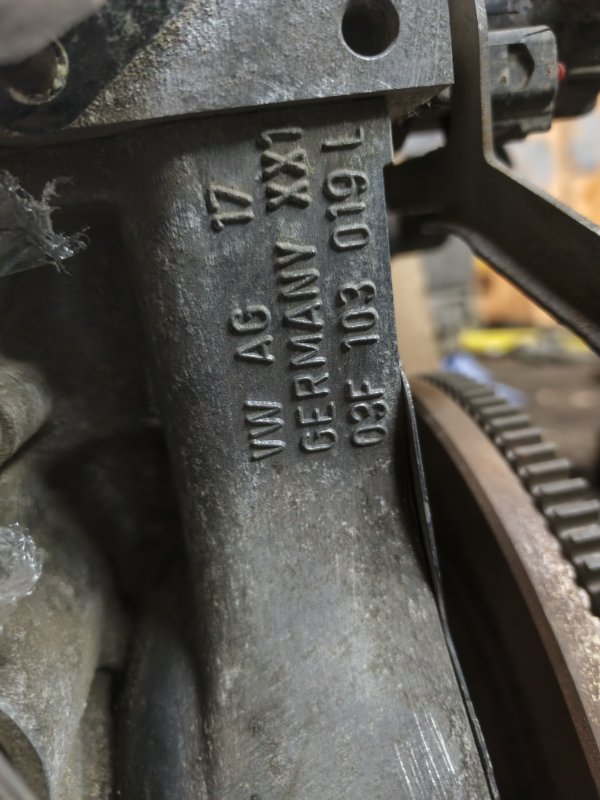 VW AG 17
GERMANY XX1
03F 103 019 L